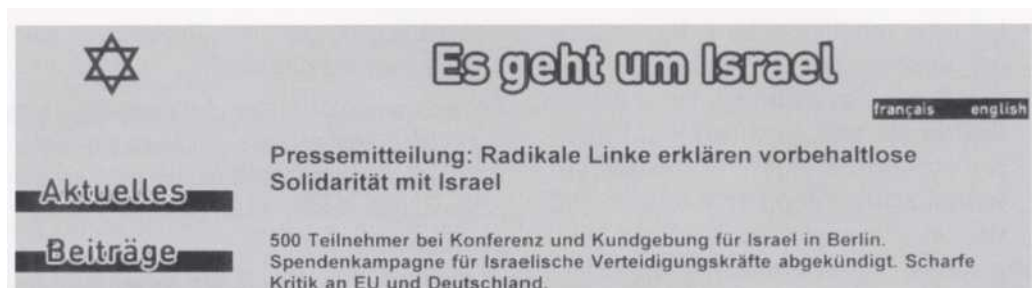 Es geht um Israel
français english
Pressemitteilung: Radikale Linke erklären vorbehaltlose
Solidarität mit Israel
Aktuelles
Beiträge
500 Teilnehmer bei Konferenz und Kundgebung für Israel in Berlin.
Spendenkampagne für Israelische Verteidigungskräfte abgekündigt. Scharfe
Kritik an EU und Deutschland.